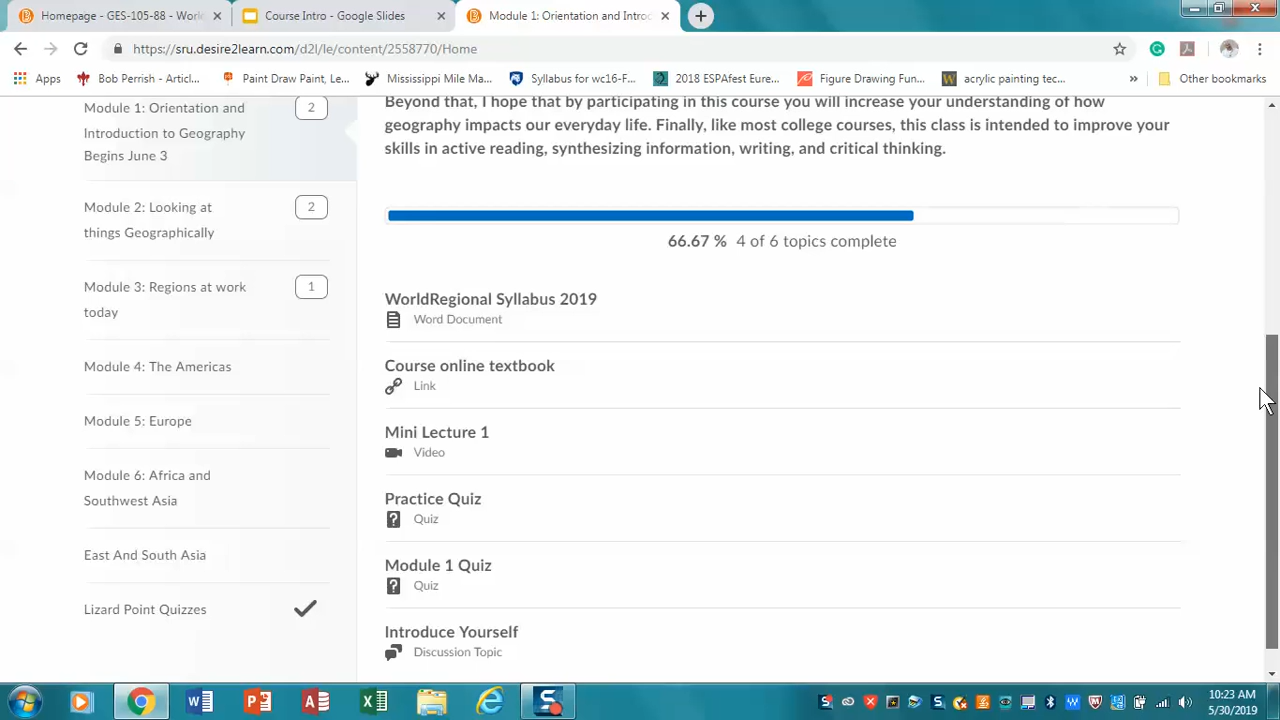 Homepage - GES-105-88 - World
Course Intro - Google Slides
Module 1: Orientation and Introd
https://sru.desire2learn.com/d2l/le/content/2558770/Home
Apps
Bob Perrish - Articl...
Paint Draw Paint, Le...
Mississippi Mile Ma...
Syllabus for wc16-F...
2018 ESPAfest Eure...
Figure Drawing Fun...
acrylic painting tec...
»
Other bookmarks
Module 1: Orientation and
Introduction to Geography
Begins June 3
2
Module 2: Looking at
things Geographically
2
Module 3: Regions at work
today
1
Module 4: The Americas
Module 5: Europe
Module 6: Africa and
Southwest Asia
East And South Asia
Lizard Point Quizzes
Beyond that, I hope that by participating in this course you will increase your understanding of how
geography impacts our everyday life. Finally, like most college courses, this class is intended to improve your
skills in active reading, synthesizing information, writing, and critical thinking.
66.67 % 4 of 6 topics complete
WorldRegional Syllabus 2019
Word Document
Course online textbook
Link
Mini Lecture 1
Video
Practice Quiz
Quiz
Module 1 Quiz
Quiz
Introduce Yourself
Discussion Topic
10:23 AM
5/30/2019